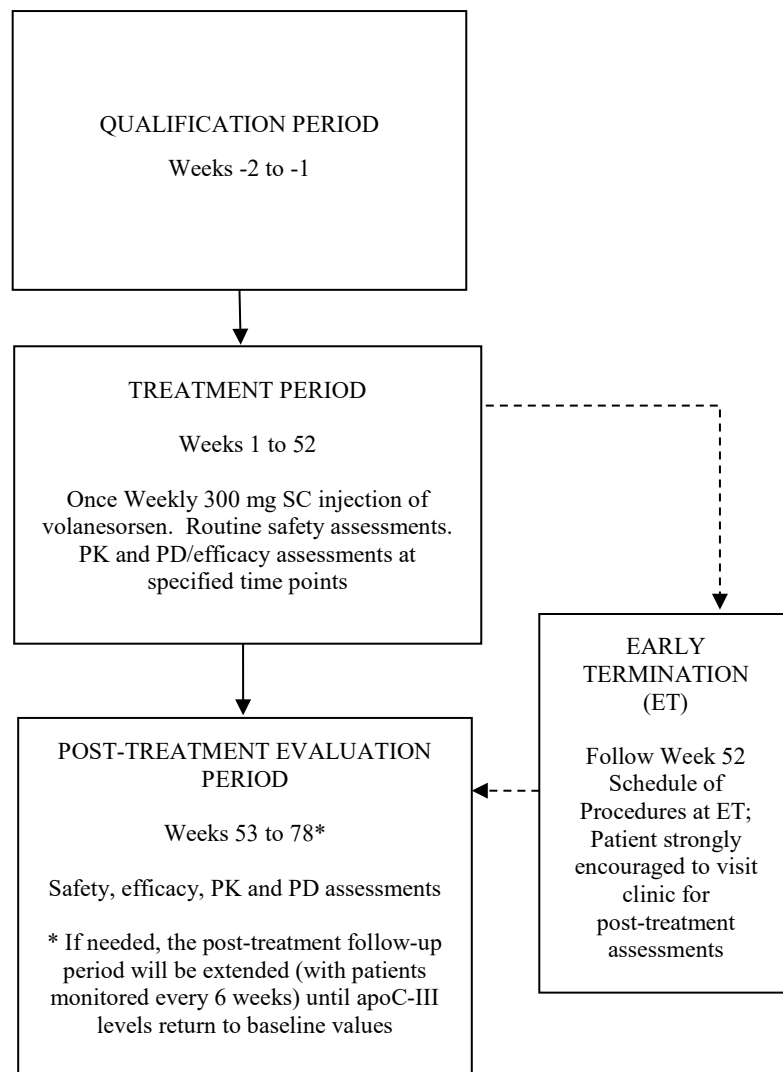 QUALIFICATION PERIOD
Weeks -2 to -1
TREATMENT PERIOD
Weeks 1 to 52
Once Weekly 300 mg SC injection of
volanesorsen.  Routine safety assessments.
PK and PD/efficacy assessments at
specified time points
EARLY
TERMINATION
(ET)
Follow Week 52
Schedule of
Procedures at ET;
Patient strongly
encouraged to visit
clinic for
post-treatment
assessments
POST-TREATMENT EVALUATION
PERIOD
Weeks 53 to 78*
Safety, efficacy, PK and PD assessments
* If needed, the post-treatment follow-up
period will be extended (with patients
monitored every 6 weeks) until apoC-III
levels return to baseline values